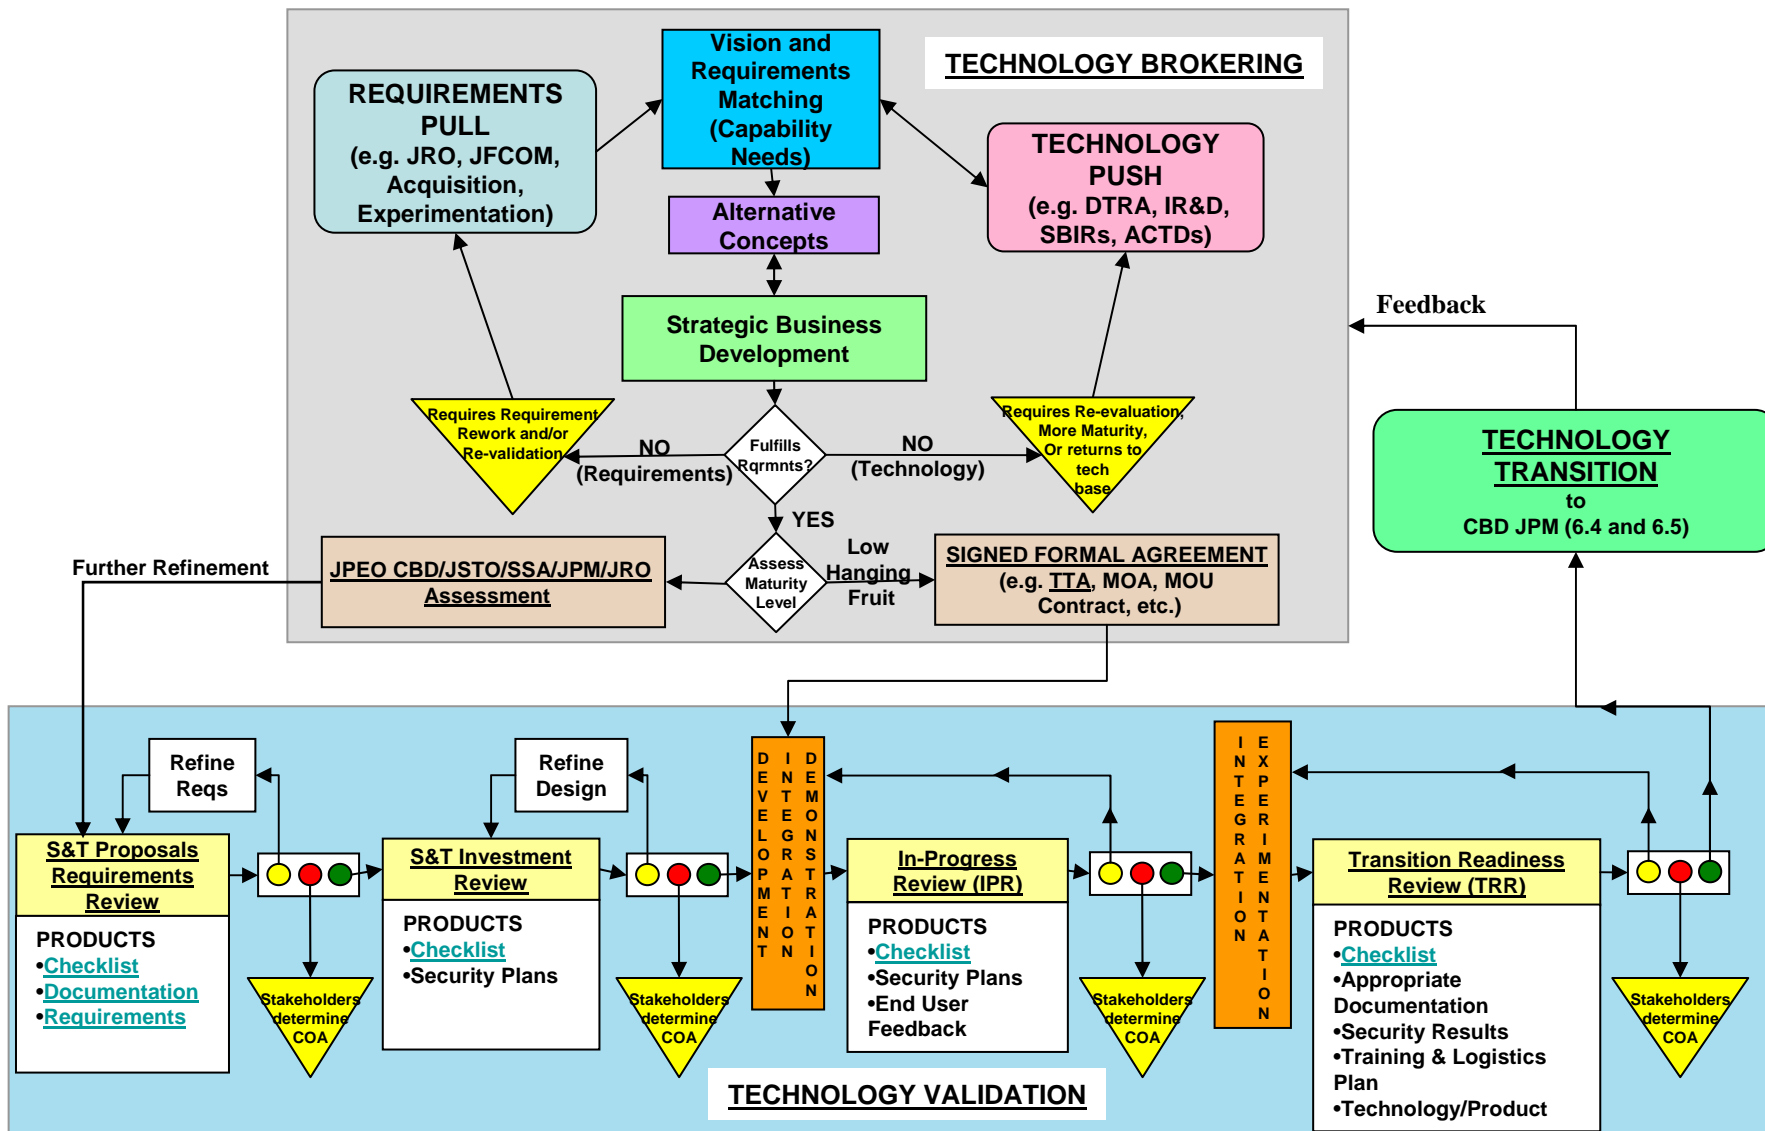 TECHNOLOGY BROKERING
Vision and
Requirements
Matching
(Capability
Needs)
REQUIREMENTS
PULL
(e.g. JRO, JFCOM,
Acquisition,
Experimentation)
TECHNOLOGY
PUSH
(e.g. DTRA, IR&D,
SBIRs, ACTDs)
Alternative
Concepts
Strategic Business
Development
Feedback
Requires Requirement
Rework and/or
Re-validation
NO
(Requirements)
Fulfills
Rqrmnts?
NO
(Technology)
Requires Re-evaluation,
More Maturity,
Or returns to
tech
base
TECHNOLOGY
TRANSITION
to
CBD JPM (6.4 and 6.5)
YES
Further Refinement
JPEO CBD/JSTO/SSA/JPM/JRO
Assessment
Assess
Maturity
Level
Low
Hanging
Fruit
SIGNED FORMAL AGREEMENT
(e.g. TTA, MOA, MOU
Contract, etc.)
Refine
Reqs
Refine
Design
DEVELOPMENT
INTEGRATION
DEMONSTRATION
INTEGRATION
EXPERIMENTATION
S&T Proposals
Requirements
Review
PRODUCTS
•Checklist
•Documentation
•Requirements
Stakeholders
determine
COA
S&T Investment
Review
PRODUCTS
•Checklist
•Security Plans
Stakeholders
determine
COA
In-Progress
Review (IPR)
PRODUCTS
•Checklist
•Security Plans
•End User
Feedback
Stakeholders
determine
COA
Transition Readiness
Review (TRR)
PRODUCTS
•Checklist
•Appropriate
Documentation
•Security Results
•Training & Logistics
Plan
•Technology/Product
Stakeholders
determine
COA
TECHNOLOGY VALIDATION